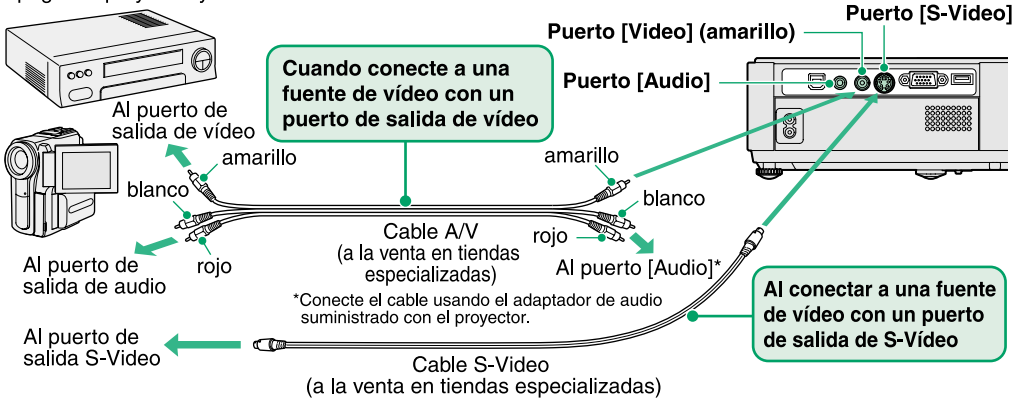 Puerto [S-Video]
Puerto [Video] (amarillo)
Puerto [Audio]
Cuando conecte a una
fuente de vídeo con un
puerto de salida de vídeo
Al puerto de
salida de vídeo
amarillo
blanco
rojo
Al puerto de
salida de audio
amarillo
blanco
rojo
Cable A/V
(a la venta en tiendas
especializadas)
Al puerto [Audio]*
*Conecte el cable usando el adaptador de audio
suministrado con el proyector.
Al conectar a una fuente
de vídeo con un puerto
de salida de S-Vídeo
Al puerto de
salida S-Video
Cable S-Video
(a la venta en tiendas especializadas)